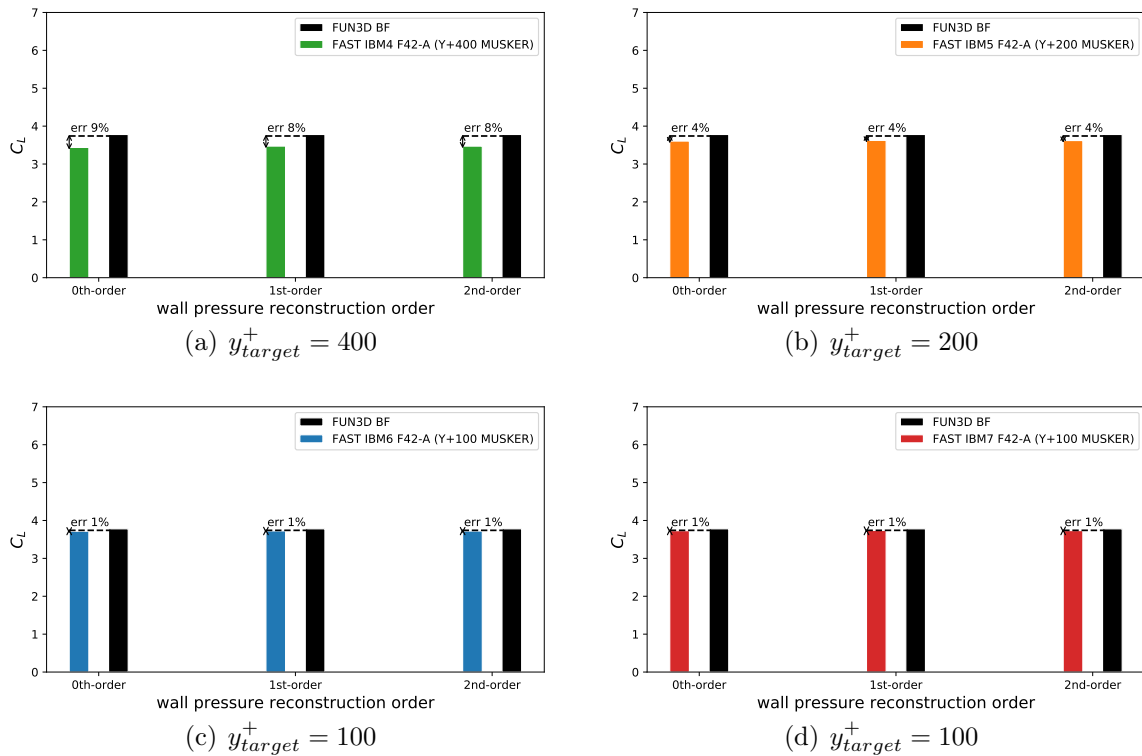 7
6
5
4
3
2
1
0
C_L
FUN3D BF
FAST IBM4 F42-A (Y+400 MUSKER)
err 9%
err 8%
err 8%
0th-order
1st-order
2nd-order
wall pressure reconstruction order
(a) y^+_{target} = 400
7
6
5
4
3
2
1
0
C_L
FUN3D BF
FAST IBM5 F42-A (Y+200 MUSKER)
err 4%
err 4%
err 4%
0th-order
1st-order
2nd-order
wall pressure reconstruction order
(b) y^+_{target} = 200
7
6
5
4
3
2
1
0
C_L
FUN3D BF
FAST IBM6 F42-A (Y+100 MUSKER)
err 1%
err 1%
err 1%
0th-order
1st-order
2nd-order
wall pressure reconstruction order
(c) y^+_{target} = 100
7
6
5
4
3
2
1
0
C_L
FUN3D BF
FAST IBM7 F42-A (Y+100 MUSKER)
err 1%
err 1%
err 1%
0th-order
1st-order
2nd-order
wall pressure reconstruction order
(d) y^+_{target} = 100